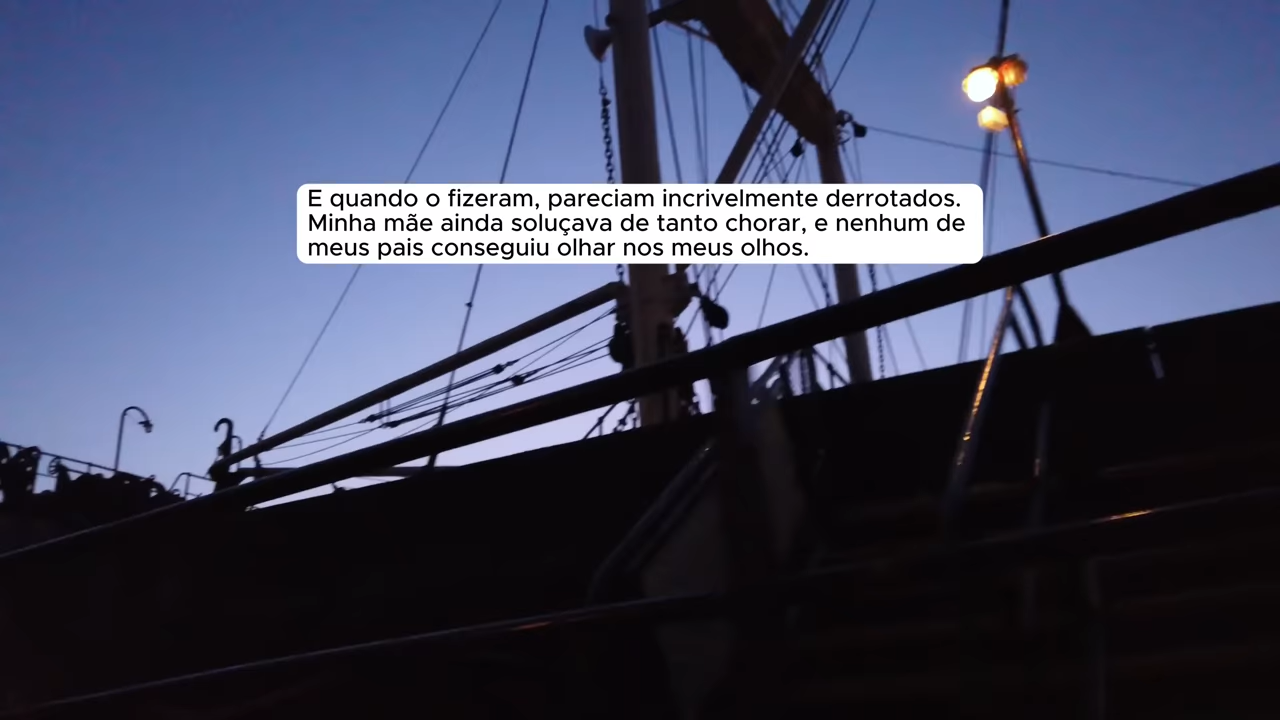 E quando o fizeram, pareciam incrivelmente derrotados.
Minha mãe ainda soluçava de tanto chorar, e nenhum de
meus pais conseguiu olhar nos meus olhos.